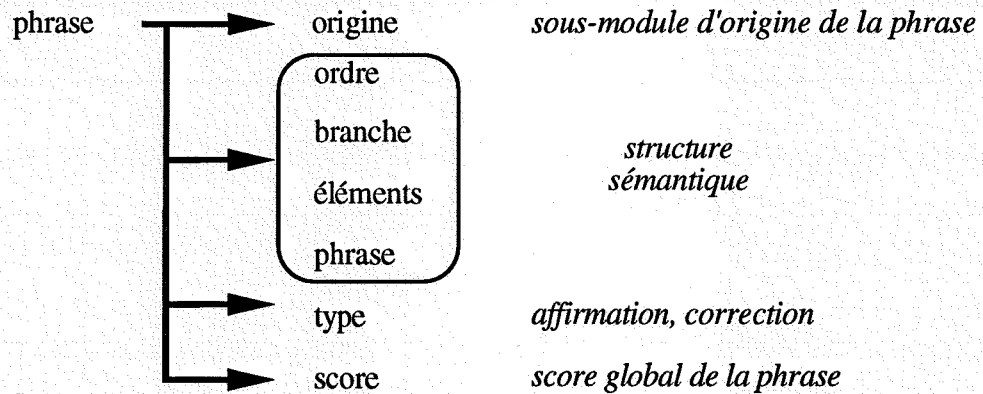 phrase origine sous-module d'origine de la phrase
ordre
branche
structure
sémantique
éléments
phrase
type affirmation, correction
score score global de la phrase